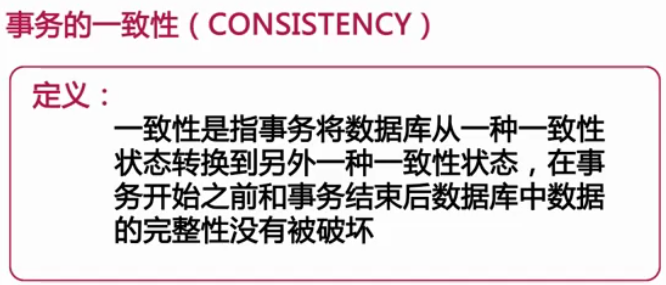 事务的一致性（CONSISTENCY）
定义：
一致性是指事务将数据库从一种一致性
状态转换到另外一种一致性状态，在事
务开始之前和事务结束后数据库中数据
的完整性没有被破坏